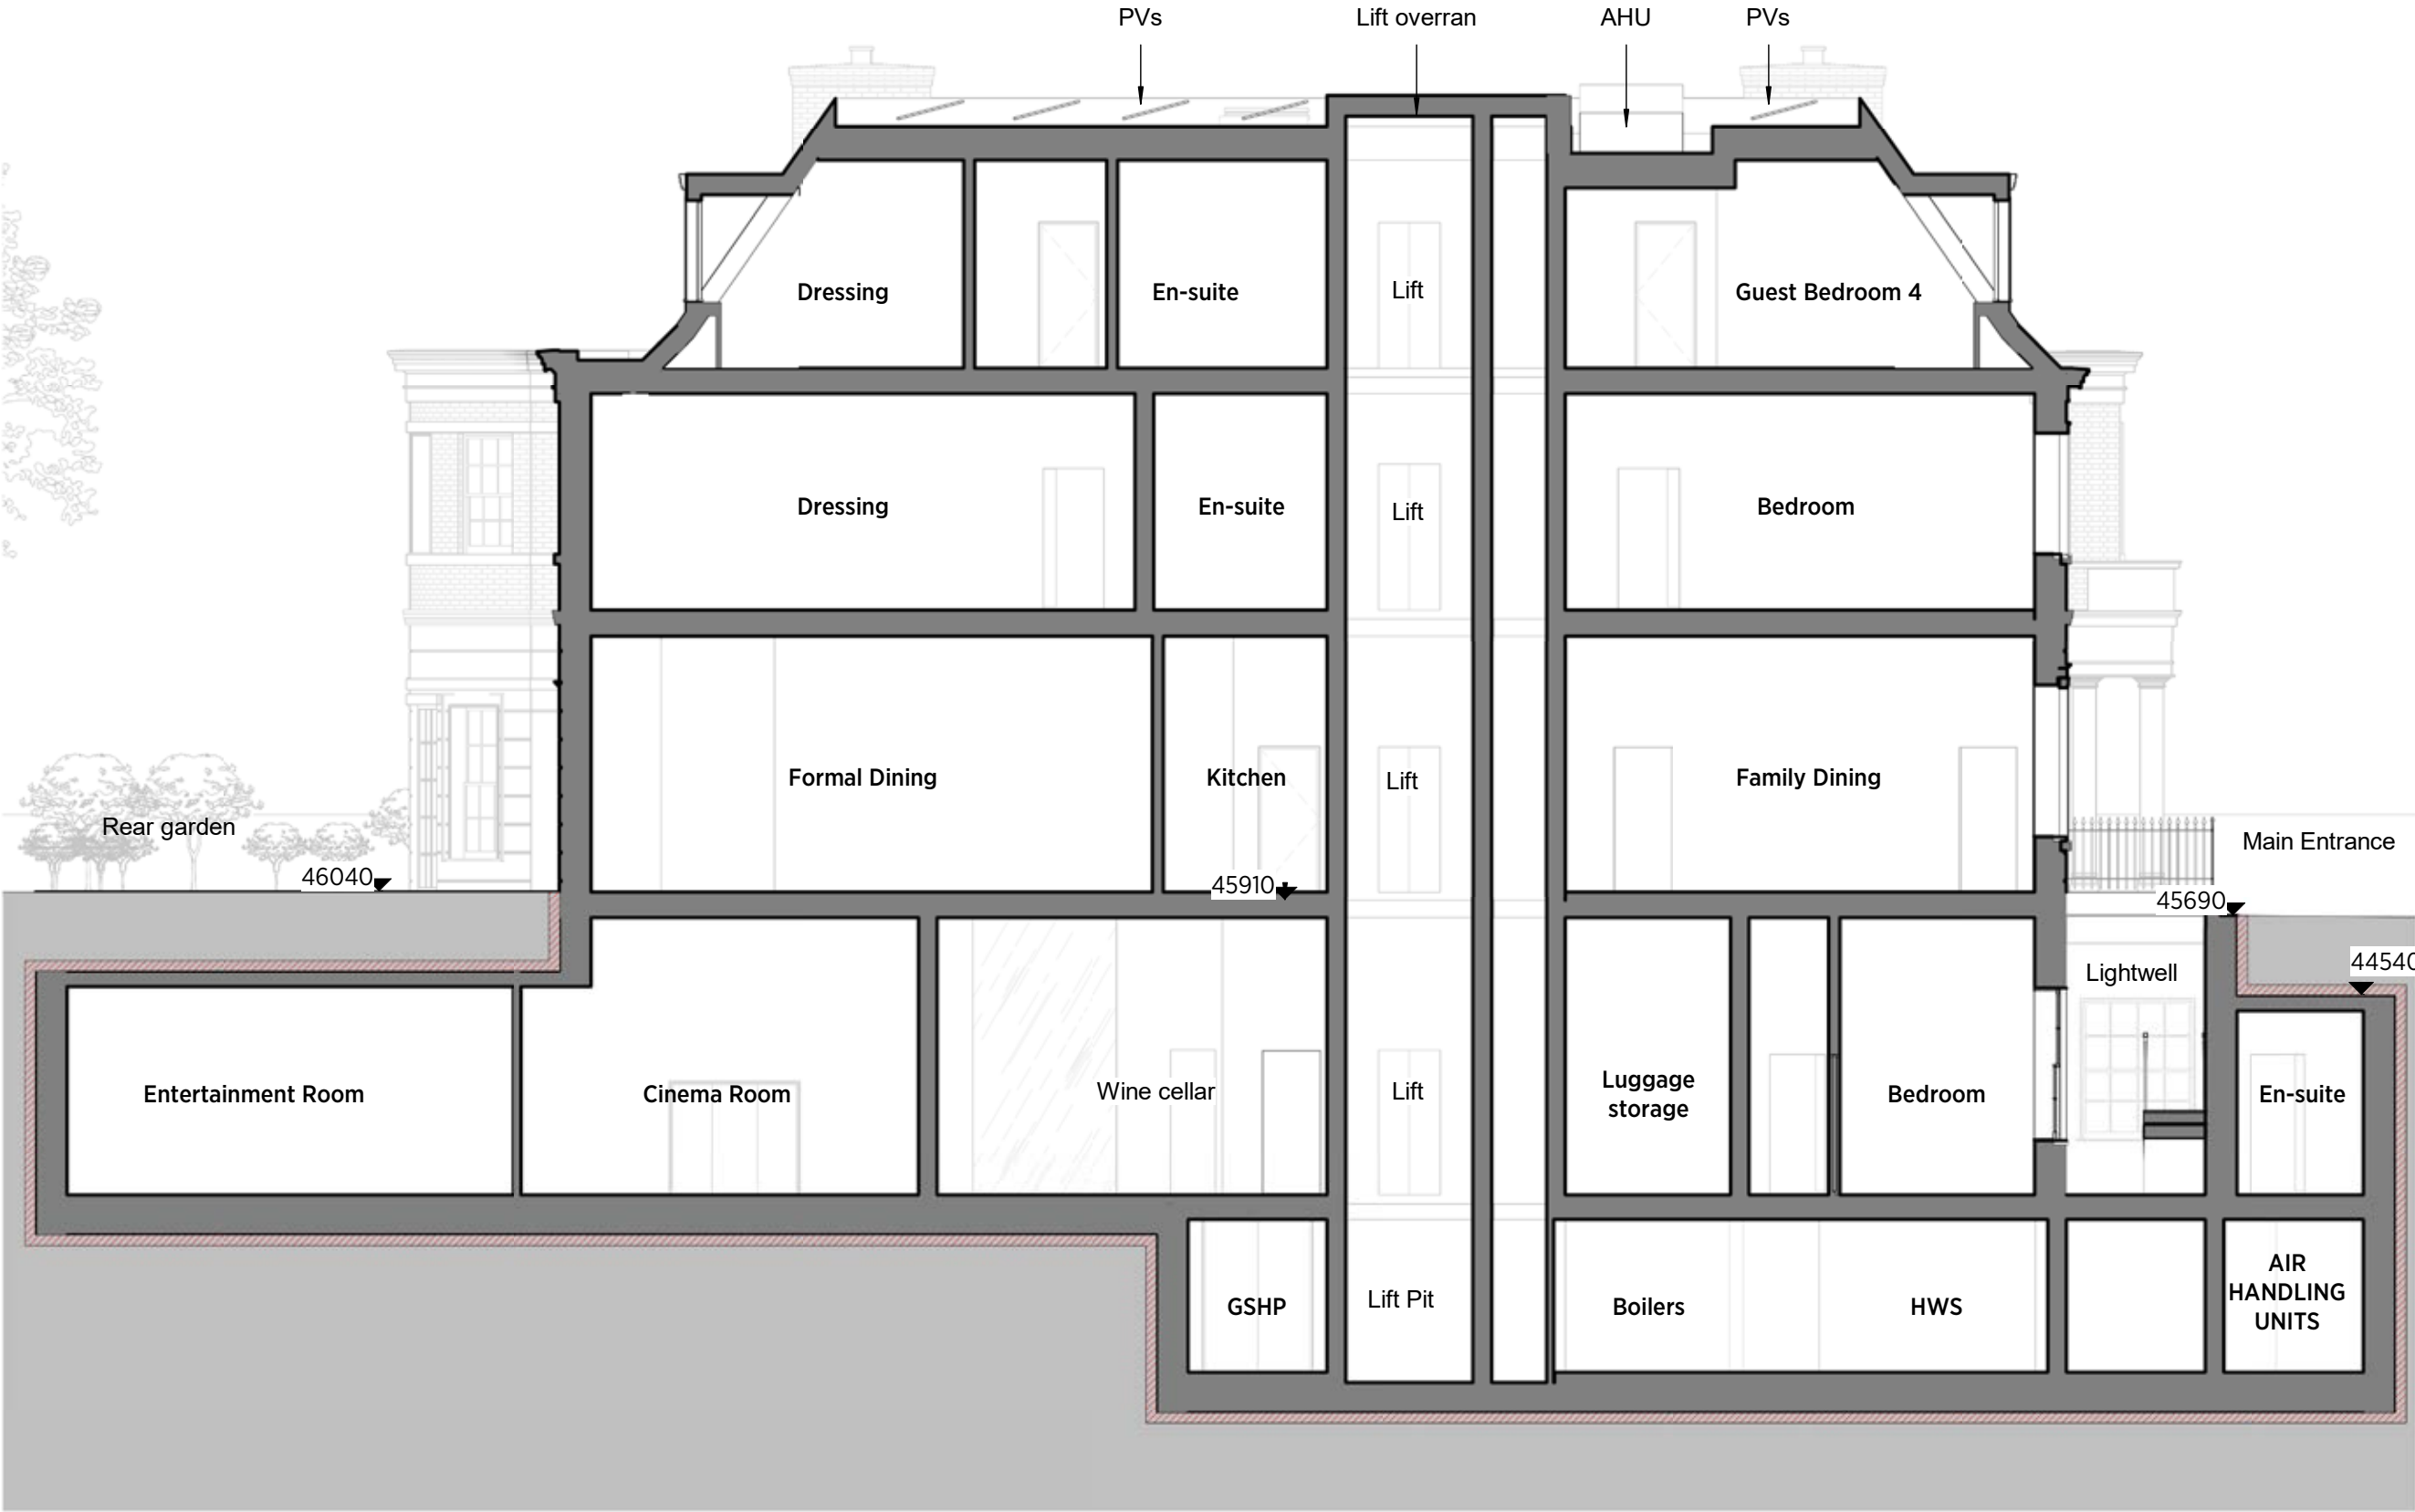 PVs
Lift overran
AHU
PVs
Dressing
En-suite
Lift
Guest Bedroom 4
Dressing
En-suite
Lift
Bedroom
Formal Dining
Kitchen
Lift
Family Dining
Rear garden
Main Entrance
46040
45910
45690
44540
Lightwell
Entertainment Room
Cinema Room
Wine cellar
Lift
Luggage
storage
Bedroom
En-suite
GSHP
Lift Pit
Boilers
HWS
AIR
HANDLING
UNITS